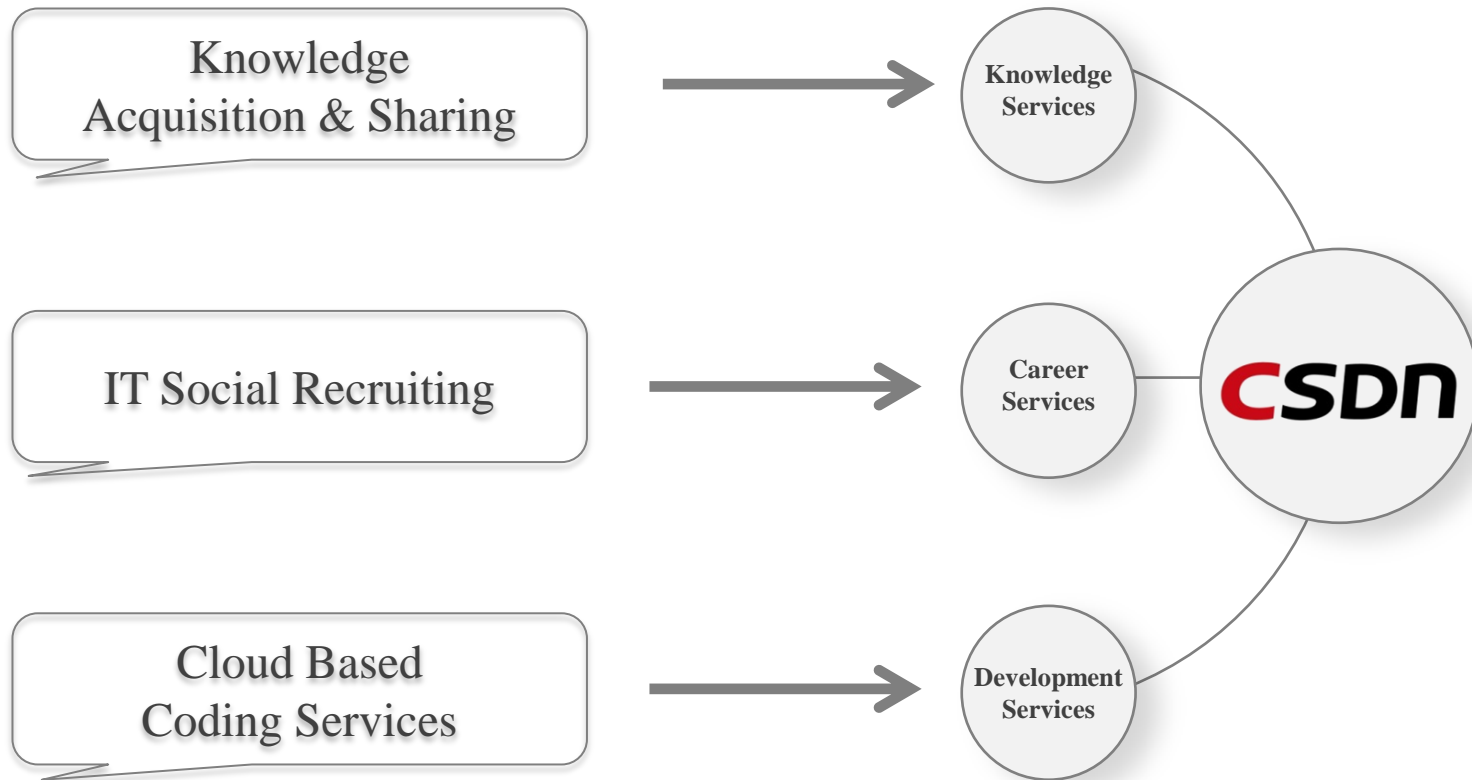 Knowledge
Acquisition & Sharing
Knowledge
Services
IT Social Recruiting
Career
Services
CSDN
Cloud Based
Coding Services
Development
Services